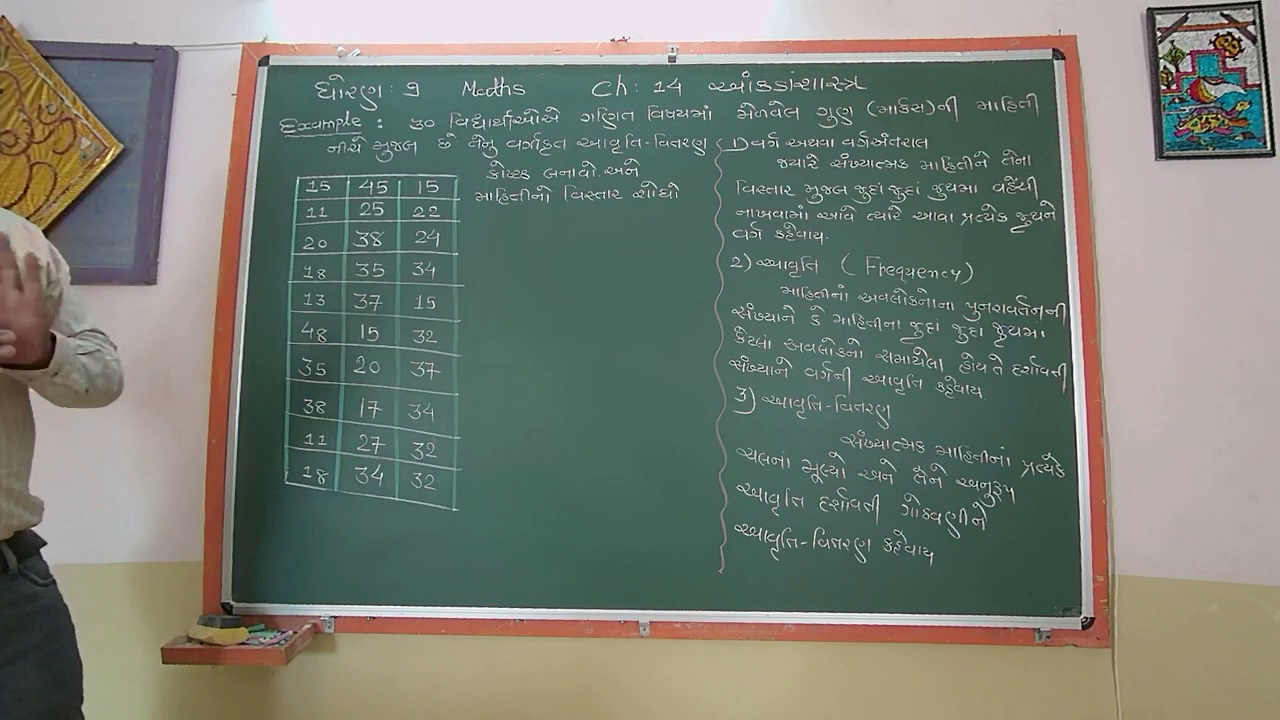 ધોરણ : 9 Maths Ch : 14 આંકડાશાસ્ત્ર
Example : 30 વિદ્યાર્થીઓએ ગણિત વિષયમાં મેળવેલ ગુણ (માર્ક્સ)ની માહિતી
નીચે મુજબ છે તેનું વર્ગીકૃત આવૃતિ-વિતરણ
કોષ્ટક બનાવો. અને
માહિતીનો વિસ્તાર શોધો
15 45 15
11 25 22
20 38 24
18 35 34
13 37 15
48 15 32
35 20 37
38 17 34
11 27 32
18 34 32
1) વર્ગ અથવા વર્ગઅંતરાલ
જ્યારે સંખ્યાત્મક માહિતીને તેના
વિસ્તાર મુજબ જુદાં જુદાં જુથમાં વહેંચી
નાખવામાં આવે ત્યારે આવા પ્રત્યેક જૂથને
વર્ગ કહેવાય.
2) આવૃતિ ( Frequency)
માહિતીનાં અવલોકનોના પુનરાવર્તનની
સંખ્યાને કે માહિતીના જુદાં જુદા જૂથમાં
કેટલાં અવલોકનો સમાયેલા હોય તે દર્શાવતી
સંખ્યાને વર્ગની આવૃતિ કહેવાય.
3) આવૃતિ-વિતરણ
સંખ્યાત્મક માહિતીનાં પ્રત્યેક
ચલનાં મૂલ્યો અને તેને અનુરૂપ
આવૃતિ દર્શાવતી ગોઠવણીને
આવૃતિ-વિતરણ કહેવાય